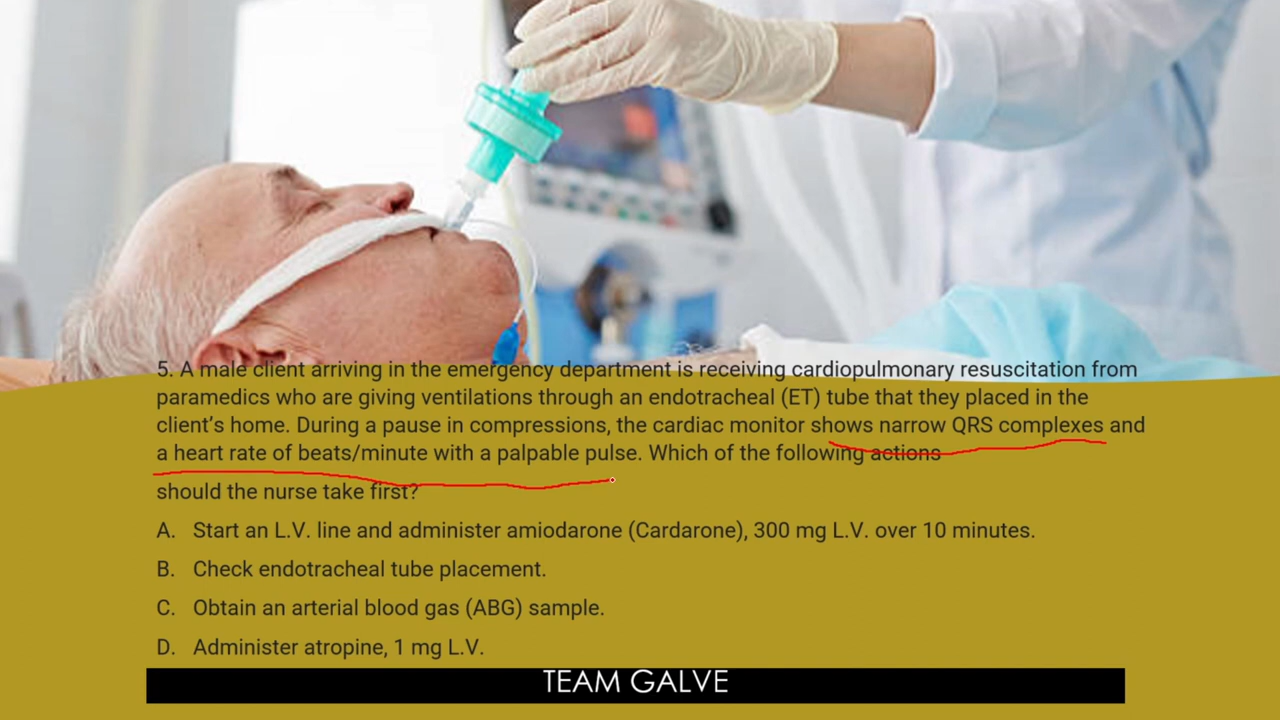 5. A male client arriving in the emergency department is receiving cardiopulmonary resuscitation from
paramedics who are giving ventilations through an endotracheal (ET) tube that they placed in the
client’s home. During a pause in compressions, the cardiac monitor shows narrow QRS complexes and
a heart rate of beats/minute with a palpable pulse. Which of the following actions
should the nurse take first?
A. Start an L.V. line and administer amiodarone (Cardarone), 300 mg L.V. over 10 minutes.
B. Check endotracheal tube placement.
C. Obtain an arterial blood gas (ABG) sample.
D. Administer atropine, 1 mg L.V.
TEAM GALVE